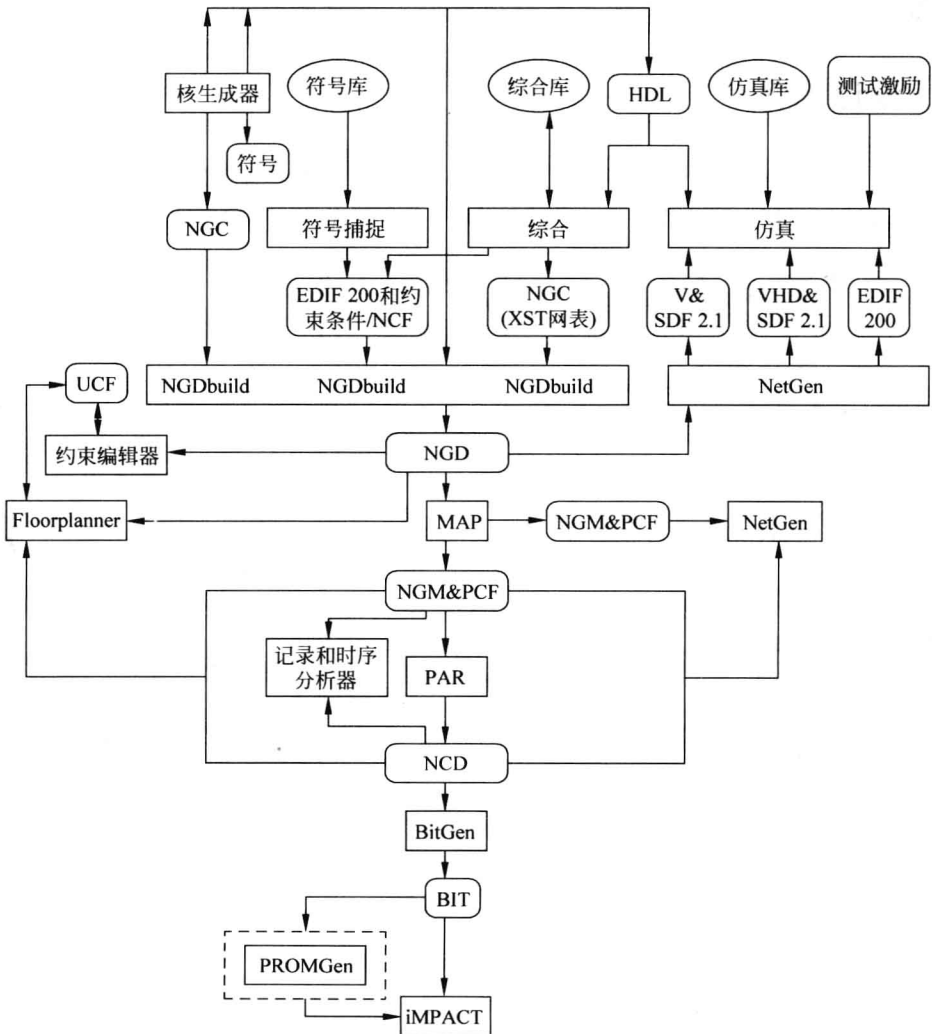 核生成器
符号库
综合库
HDL
仿真库
测试激励
符号
NGC
符号捕捉
综合
仿真
EDIF 200和约
束条件/NCF
NGC
(XST网表)
V&
SDF 2.1
VHD&
SDF 2.1
EDIF
200
UCF
NGDbuild
NGDbuild
NGDbuild
NetGen
约束编辑器
NGD
Floorplanner
MAP
NGM&PCF
NetGen
NGM&PCF
记录和时序
分析器
PAR
NCD
BitGen
BIT
PROMGen
iMPACT